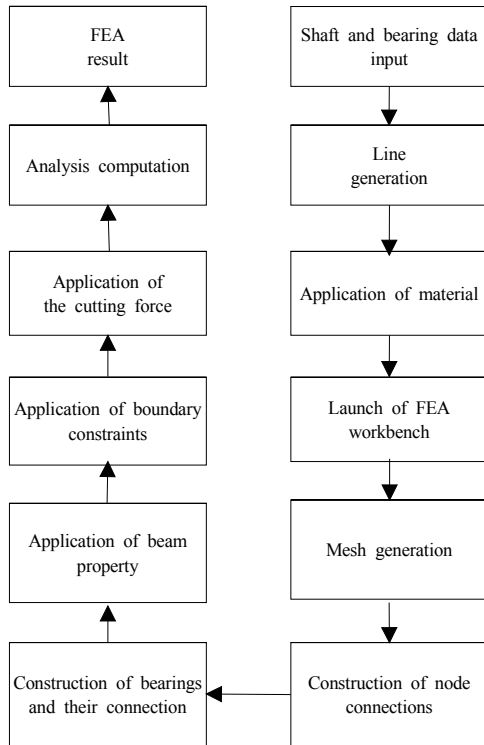 Shaft and bearing data
input
Line
generation
Application of material
Launch of FEA
workbench
Mesh generation
Construction of node
connections
Construction of bearings
and their connection
Application of beam
property
Application of boundary
constraints
Application of
the cutting force
Analysis computation
FEA
result